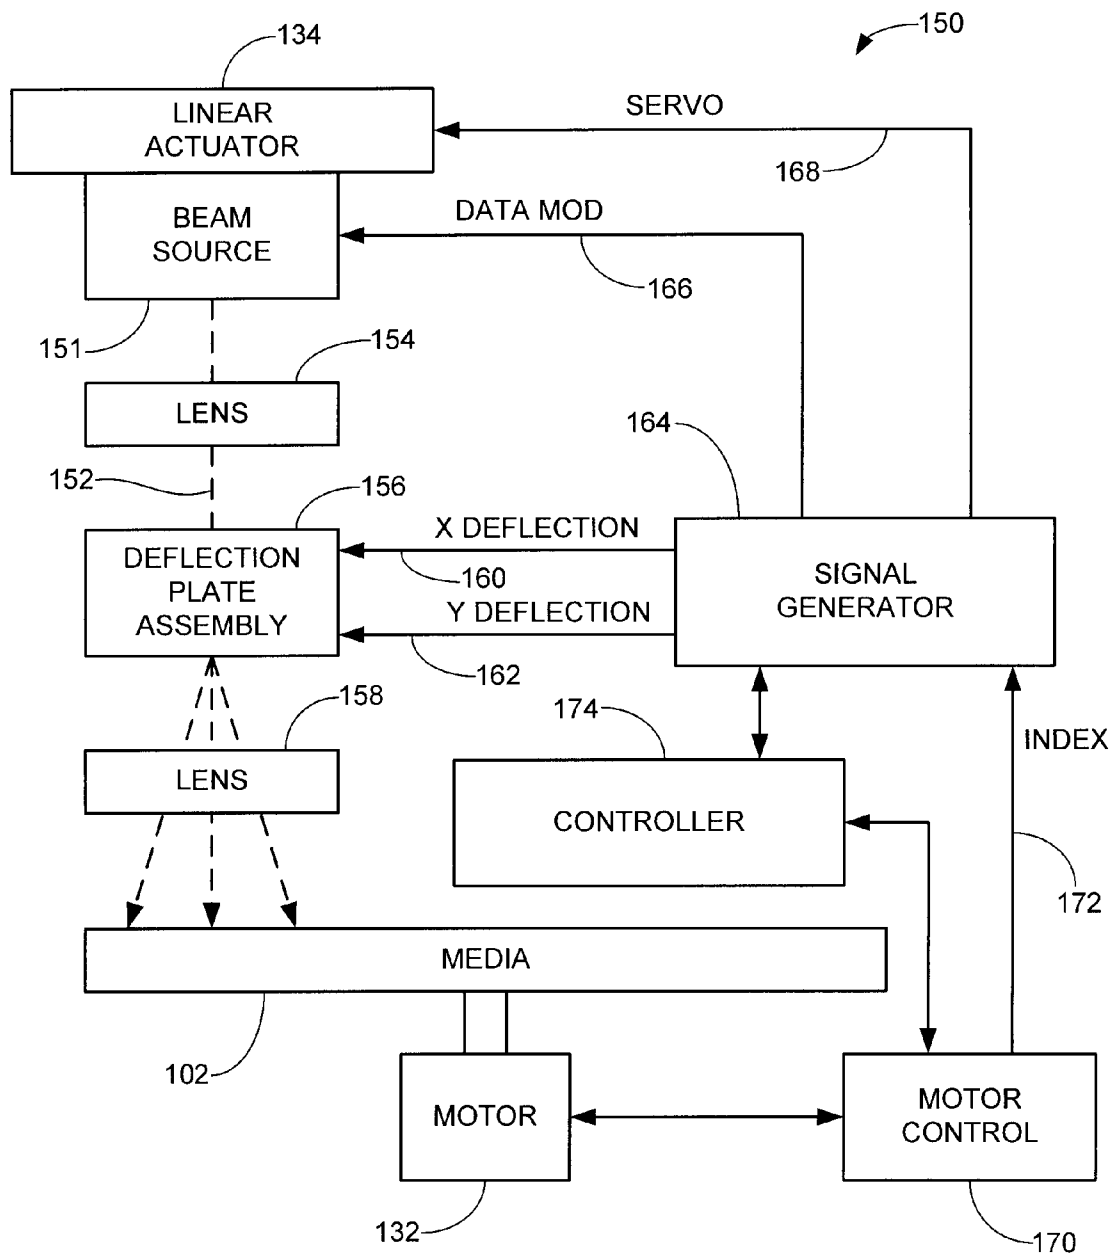 134
150
LINEAR
ACTUATOR
SERVO
168
BEAM
SOURCE
DATA MOD
166
151
154
LENS
164
152
156
X DEFLECTION
DEFLECTION
PLATE
ASSEMBLY
160
SIGNAL
GENERATOR
Y DEFLECTION
162
158
174
INDEX
LENS
CONTROLLER
172
MEDIA
102
MOTOR
MOTOR
CONTROL
132
170